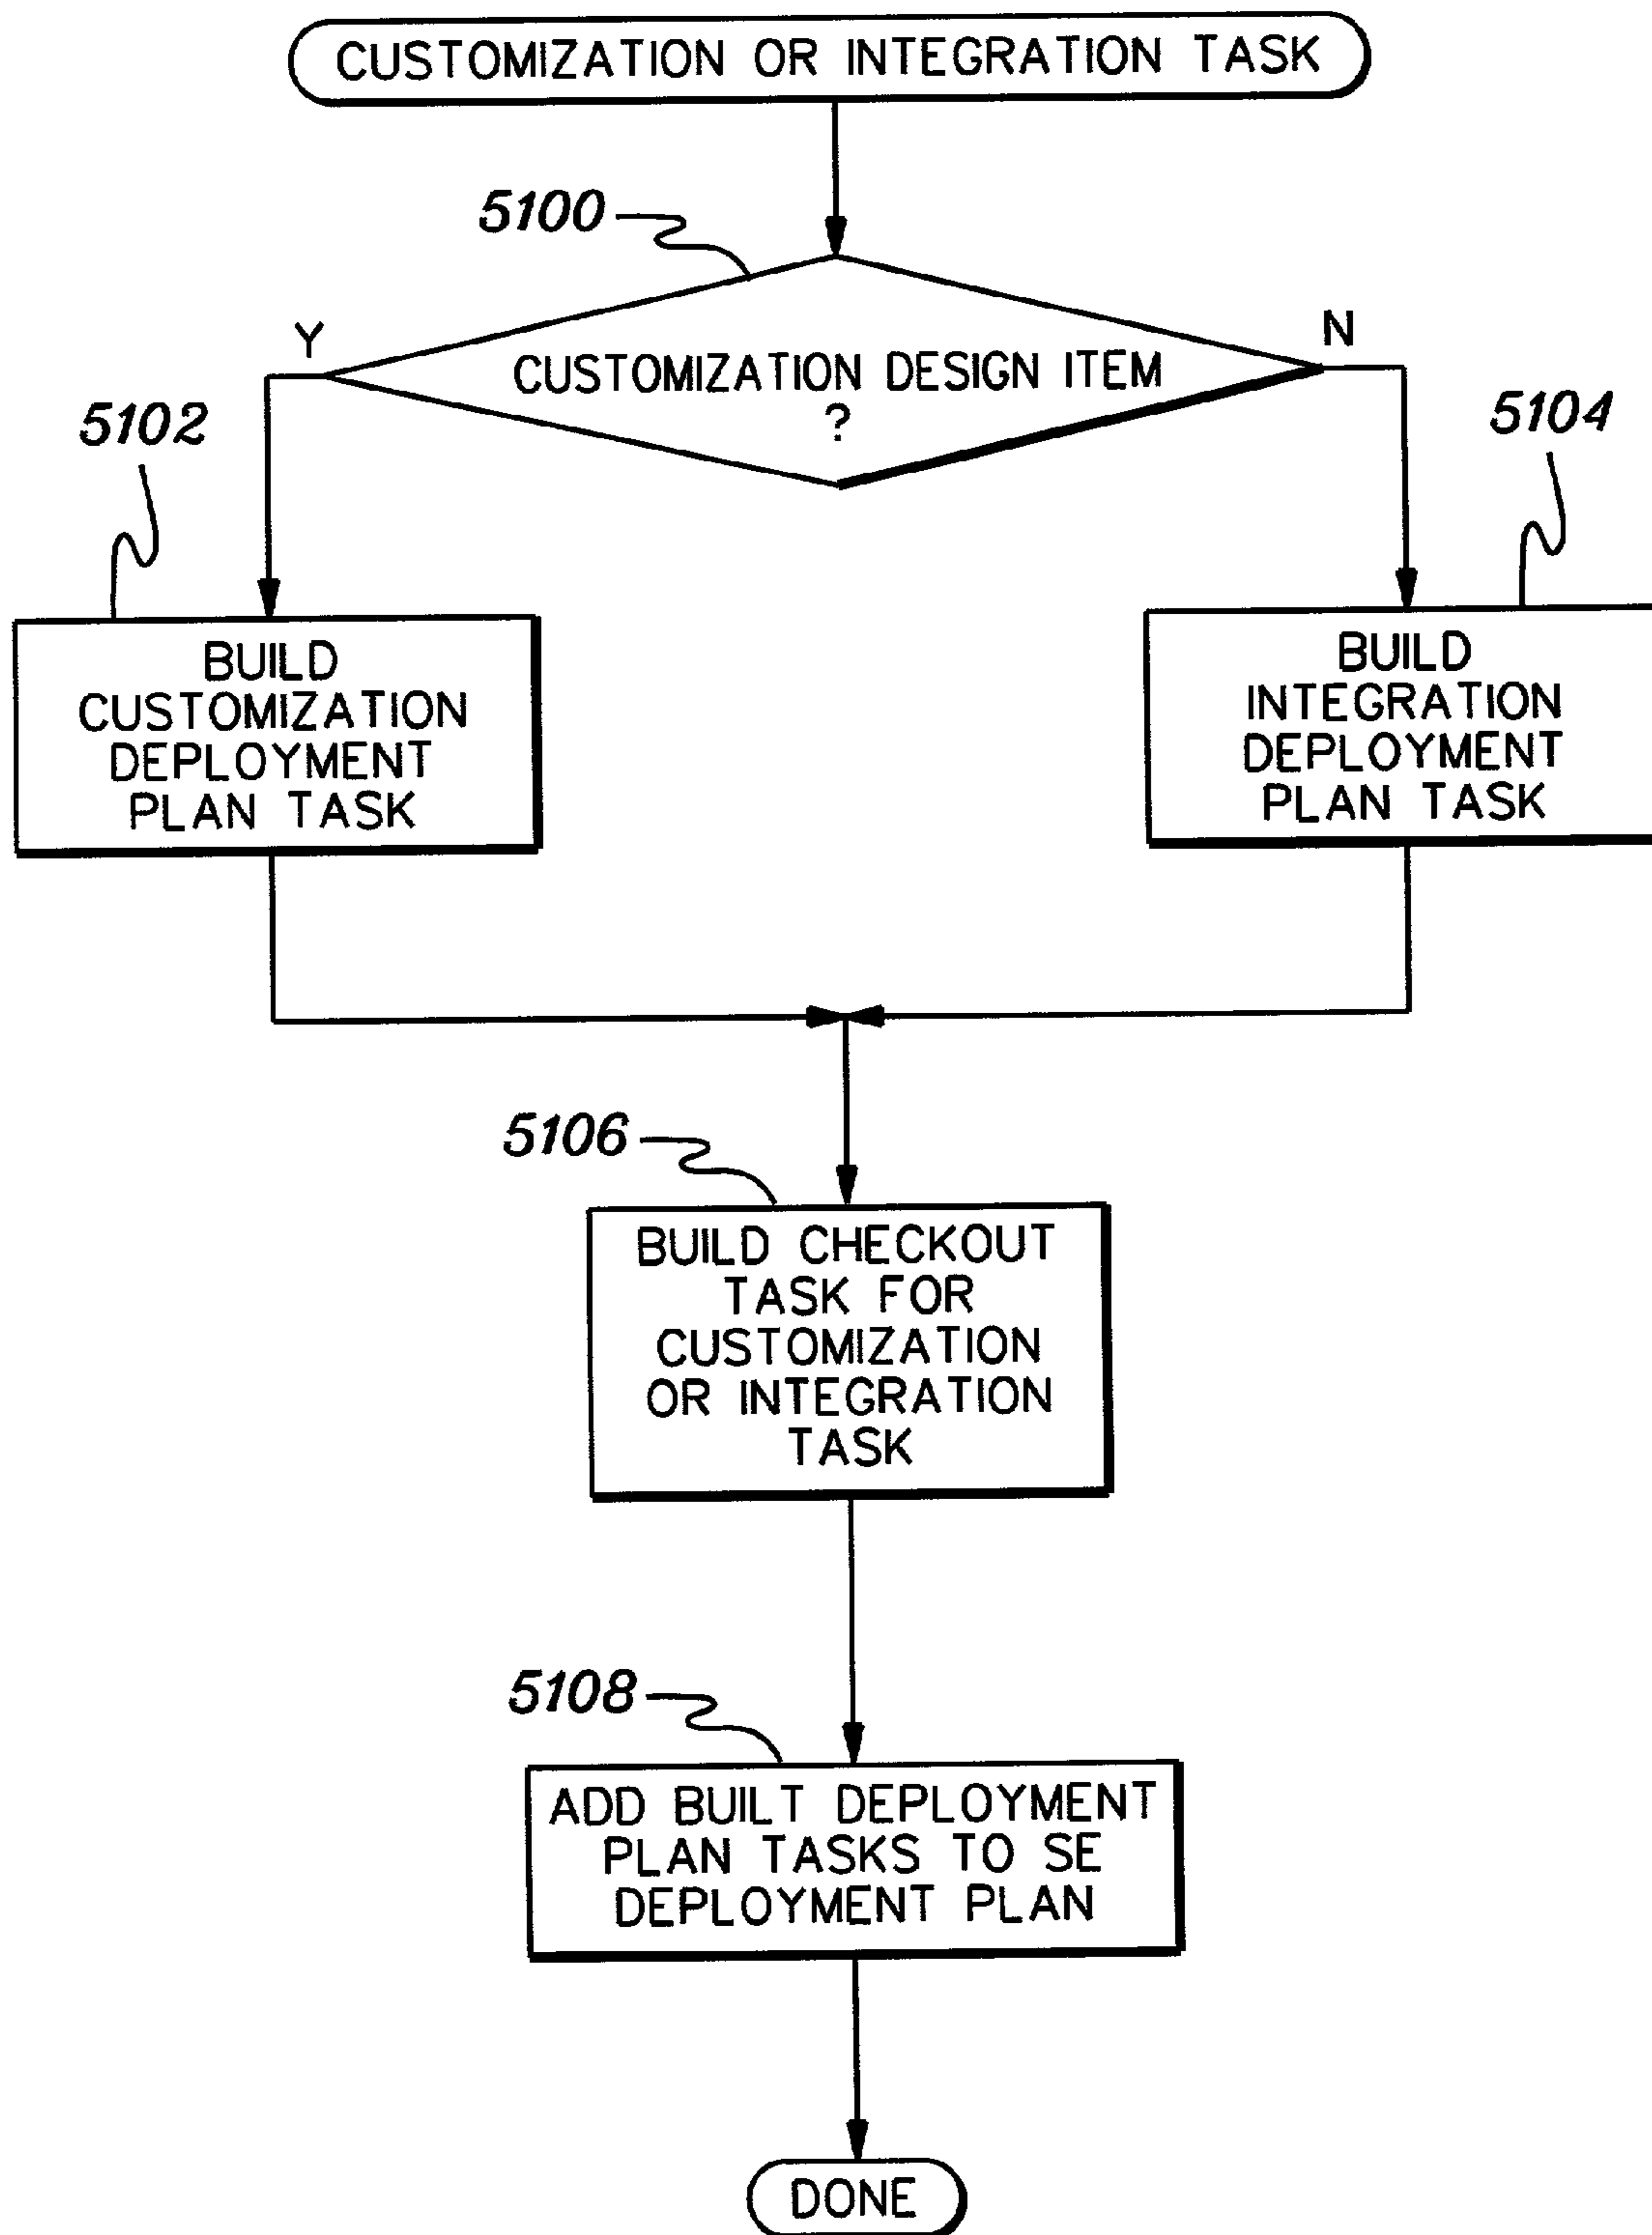 CUSTOMIZATION OR INTEGRATION TASK
5100
Y
N
CUSTOMIZATION DESIGN ITEM
?
5102
5104
BUILD
CUSTOMIZATION
DEPLOYMENT
PLAN TASK
BUILD
INTEGRATION
DEPLOYMENT
PLAN TASK
5106
BUILD CHECKOUT
TASK FOR
CUSTOMIZATION
OR INTEGRATION
TASK
5108
ADD BUILT DEPLOYMENT
PLAN TASKS TO SE
DEPLOYMENT PLAN
DONE